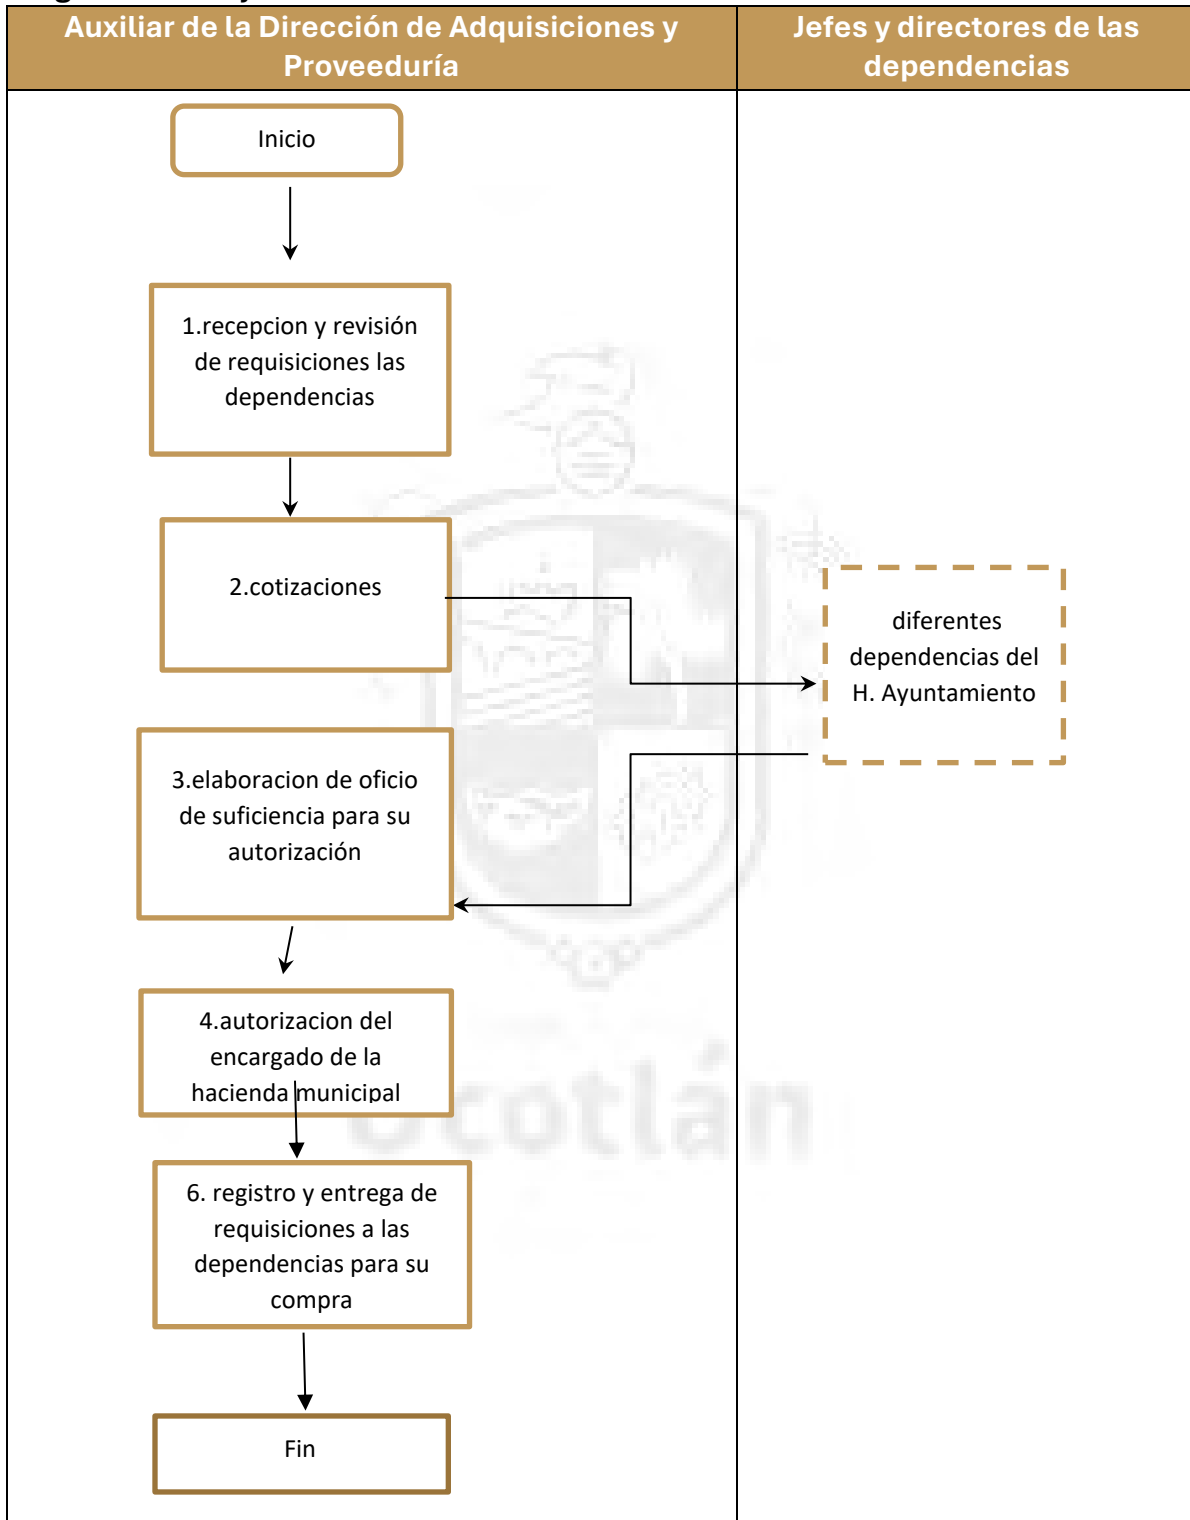 Auxiliar de la Dirección de Adquisiciones y
Proveeduría
Jefes y directores de las
dependencias
Inicio
1.recepcion y revisión
de requisiciones las
dependencias
2.cotizaciones
diferentes
dependencias del
H. Ayuntamiento
3.elaboracion de oficio
de suficiencia para su
autorización
4.autorizacion del
encargado de la
hacienda municipal
Ocotlán
6. registro y entrega de
requisiciones a las
dependencias para su
compra
Fin